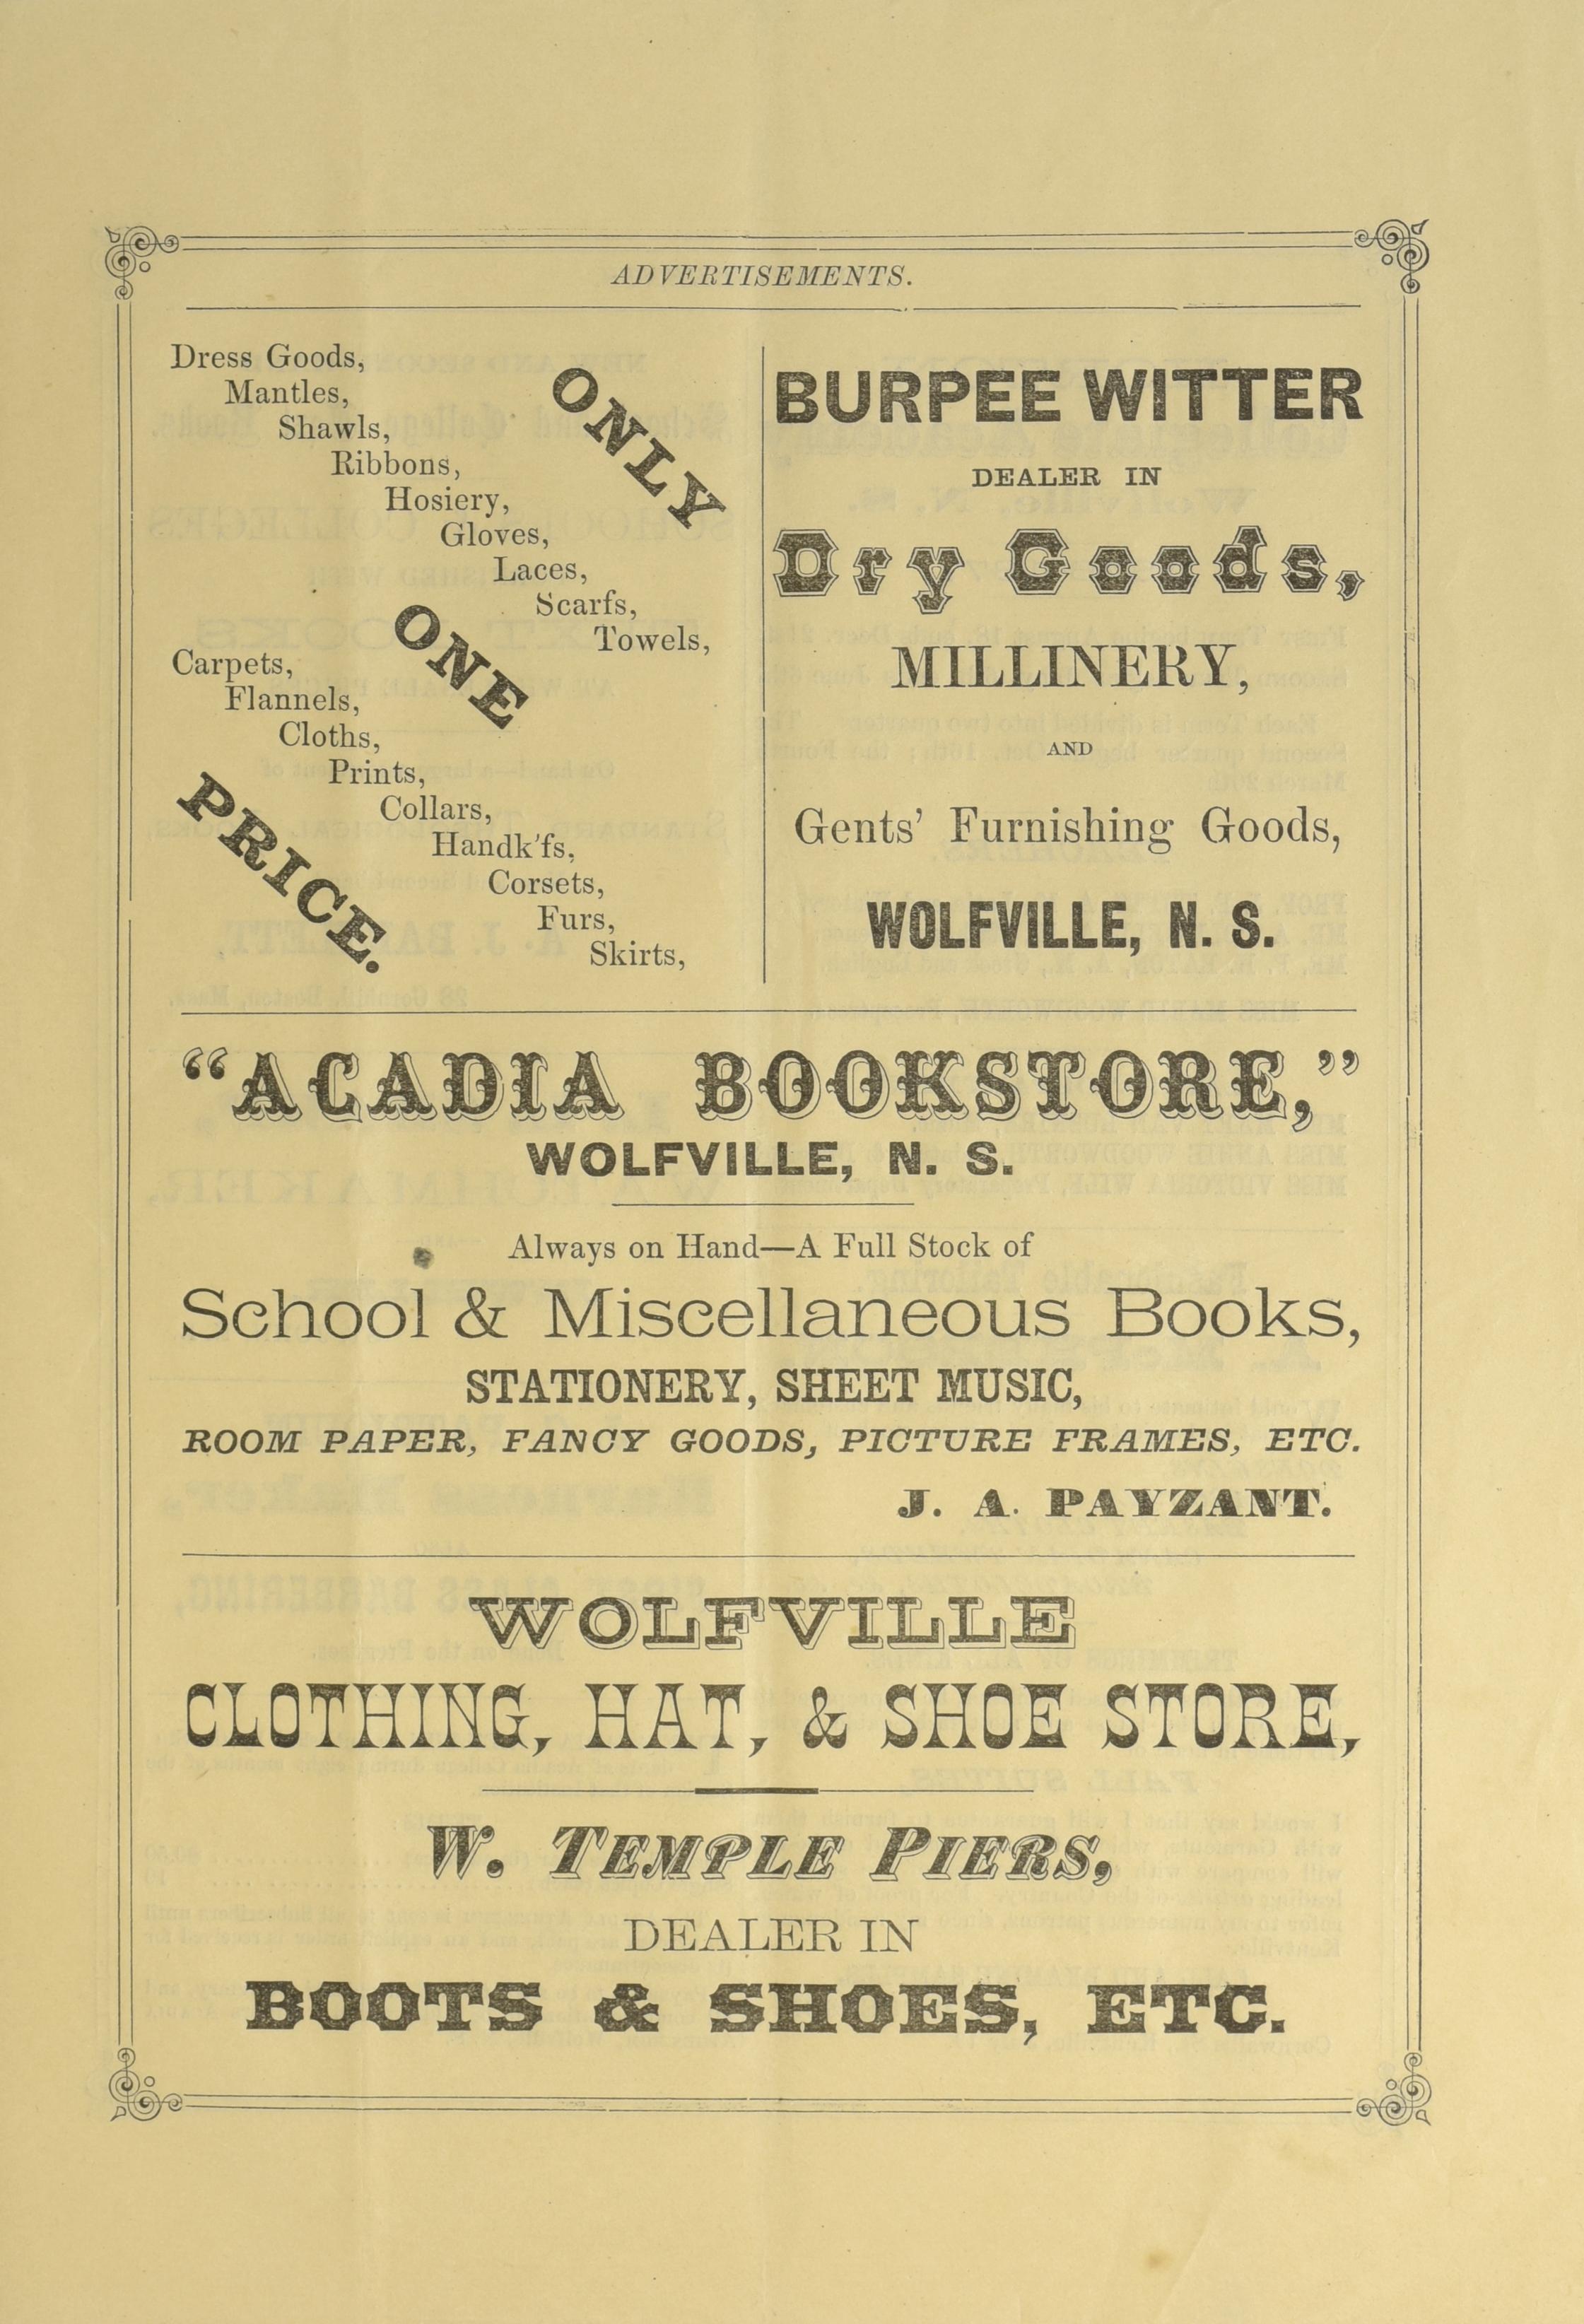 ADVERTISEMENTS.
Dress Goods,
Mantles,
Shawls,
Ribbons,
Hosiery,
Gloves,
Laces,
Scarfs,
Towels,
Carpets,
Flannels,
Cloths,
Prints,
Collars,
Handk'fs,
Corsets,
Furs,
Skirts,
ONLY
ONE
PRICE.
BURPEE WITTER
DEALER IN
Dry Goods,
MILLINERY,
AND
Gents' Furnishing Goods,
WOLFVILLE, N. S.
"ACADIA BOOKSTORE,"
WOLFVILLE, N. S.
Always on Hand—A Full Stock of
School & Miscellaneous Books,
STATIONERY, SHEET MUSIC,
ROOM PAPER, FANCY GOODS, PICTURE FRAMES, ETC.
J. A. PAYZANT.
WOLFVILLE
CLOTHING, HAT, & SHOE STORE,
W. TEMPLE PIERS,
DEALER IN
BOOTS & SHOES, ETC.